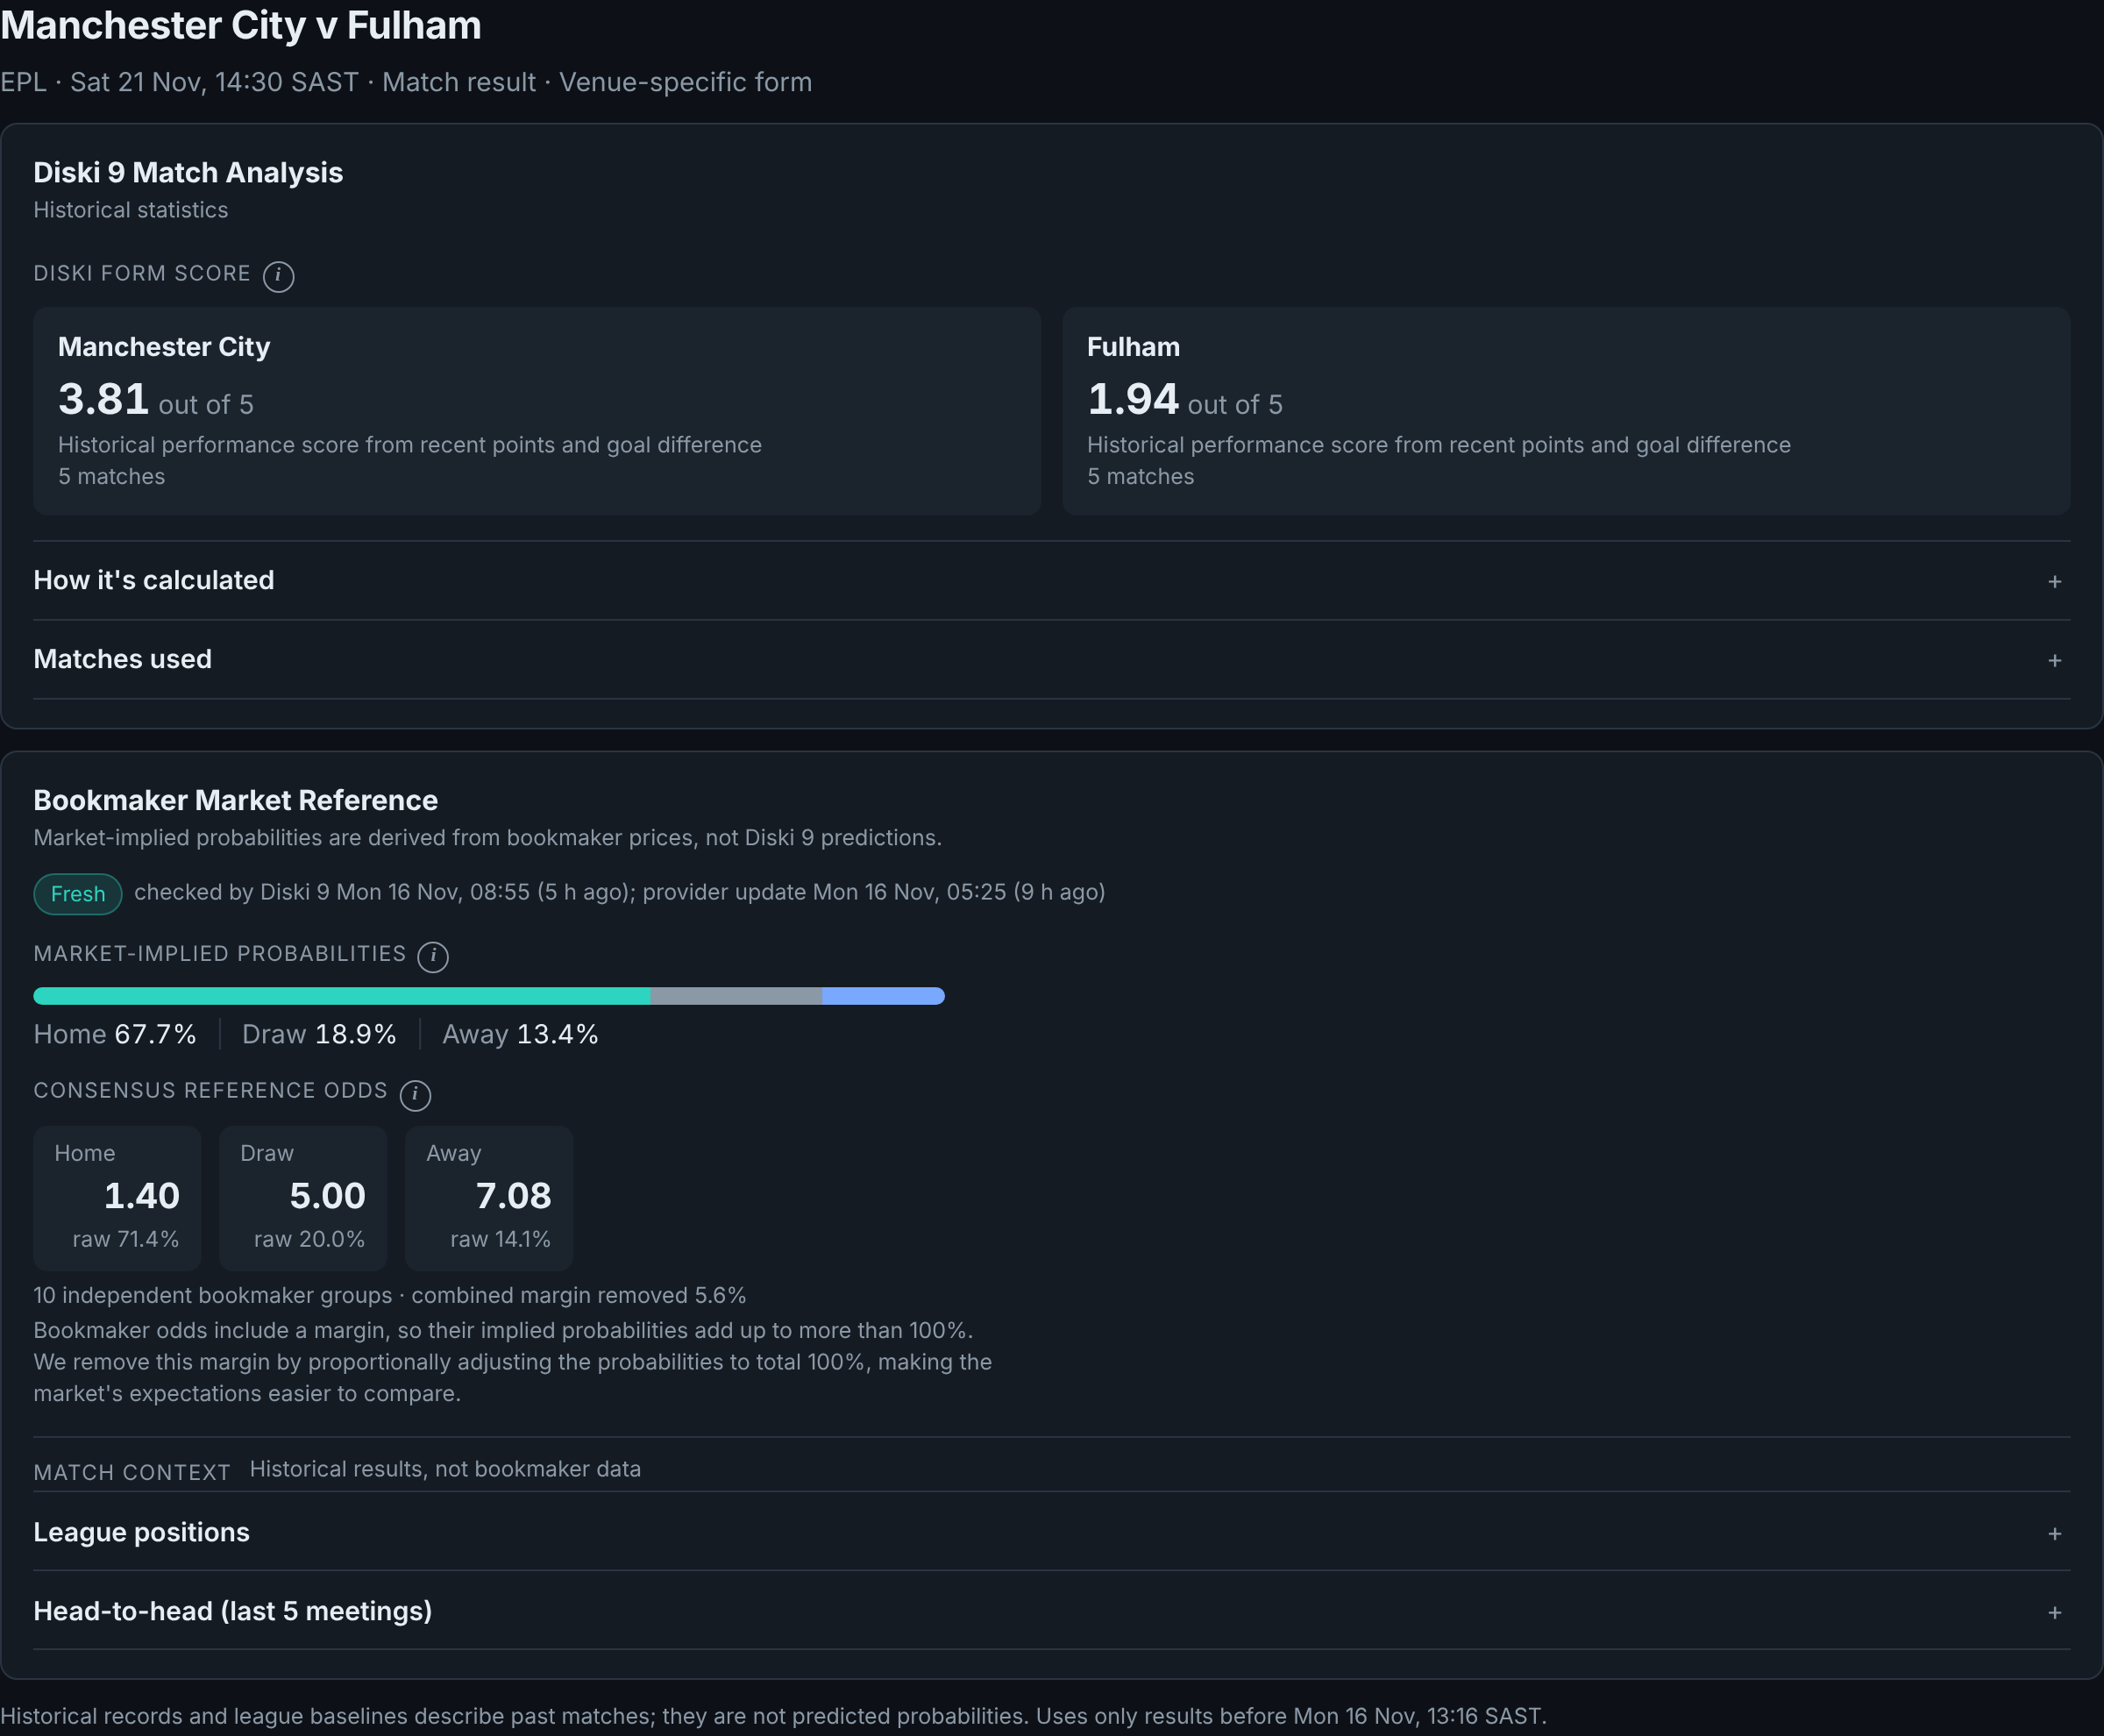 Manchester City v Fulham
EPL · Sat 21 Nov, 14:30 SAST · Match result · Venue-specific form
Diski 9 Match Analysis
Historical statistics
DISKI FORM SCORE i
Manchester City
3.81 out of 5
Historical performance score from recent points and goal difference
5 matches
Fulham
1.94 out of 5
Historical performance score from recent points and goal difference
5 matches
How it's calculated +
Matches used +
Bookmaker Market Reference
Market-implied probabilities are derived from bookmaker prices, not Diski 9 predictions.
Fresh checked by Diski 9 Mon 16 Nov, 08:55 (5 h ago); provider update Mon 16 Nov, 05:25 (9 h ago)
MARKET-IMPLIED PROBABILITIES i
Home 67.7% Draw 18.9% Away 13.4%
CONSENSUS REFERENCE ODDS i
Home
1.40
raw 71.4%
Draw
5.00
raw 20.0%
Away
7.08
raw 14.1%
10 independent bookmaker groups · combined margin removed 5.6%
Bookmaker odds include a margin, so their implied probabilities add up to more than 100%.
We remove this margin by proportionally adjusting the probabilities to total 100%, making the
market's expectations easier to compare.
MATCH CONTEXT Historical results, not bookmaker data
League positions +
Head-to-head (last 5 meetings) +
Historical records and league baselines describe past matches; they are not predicted probabilities. Uses only results before Mon 16 Nov, 13:16 SAST.